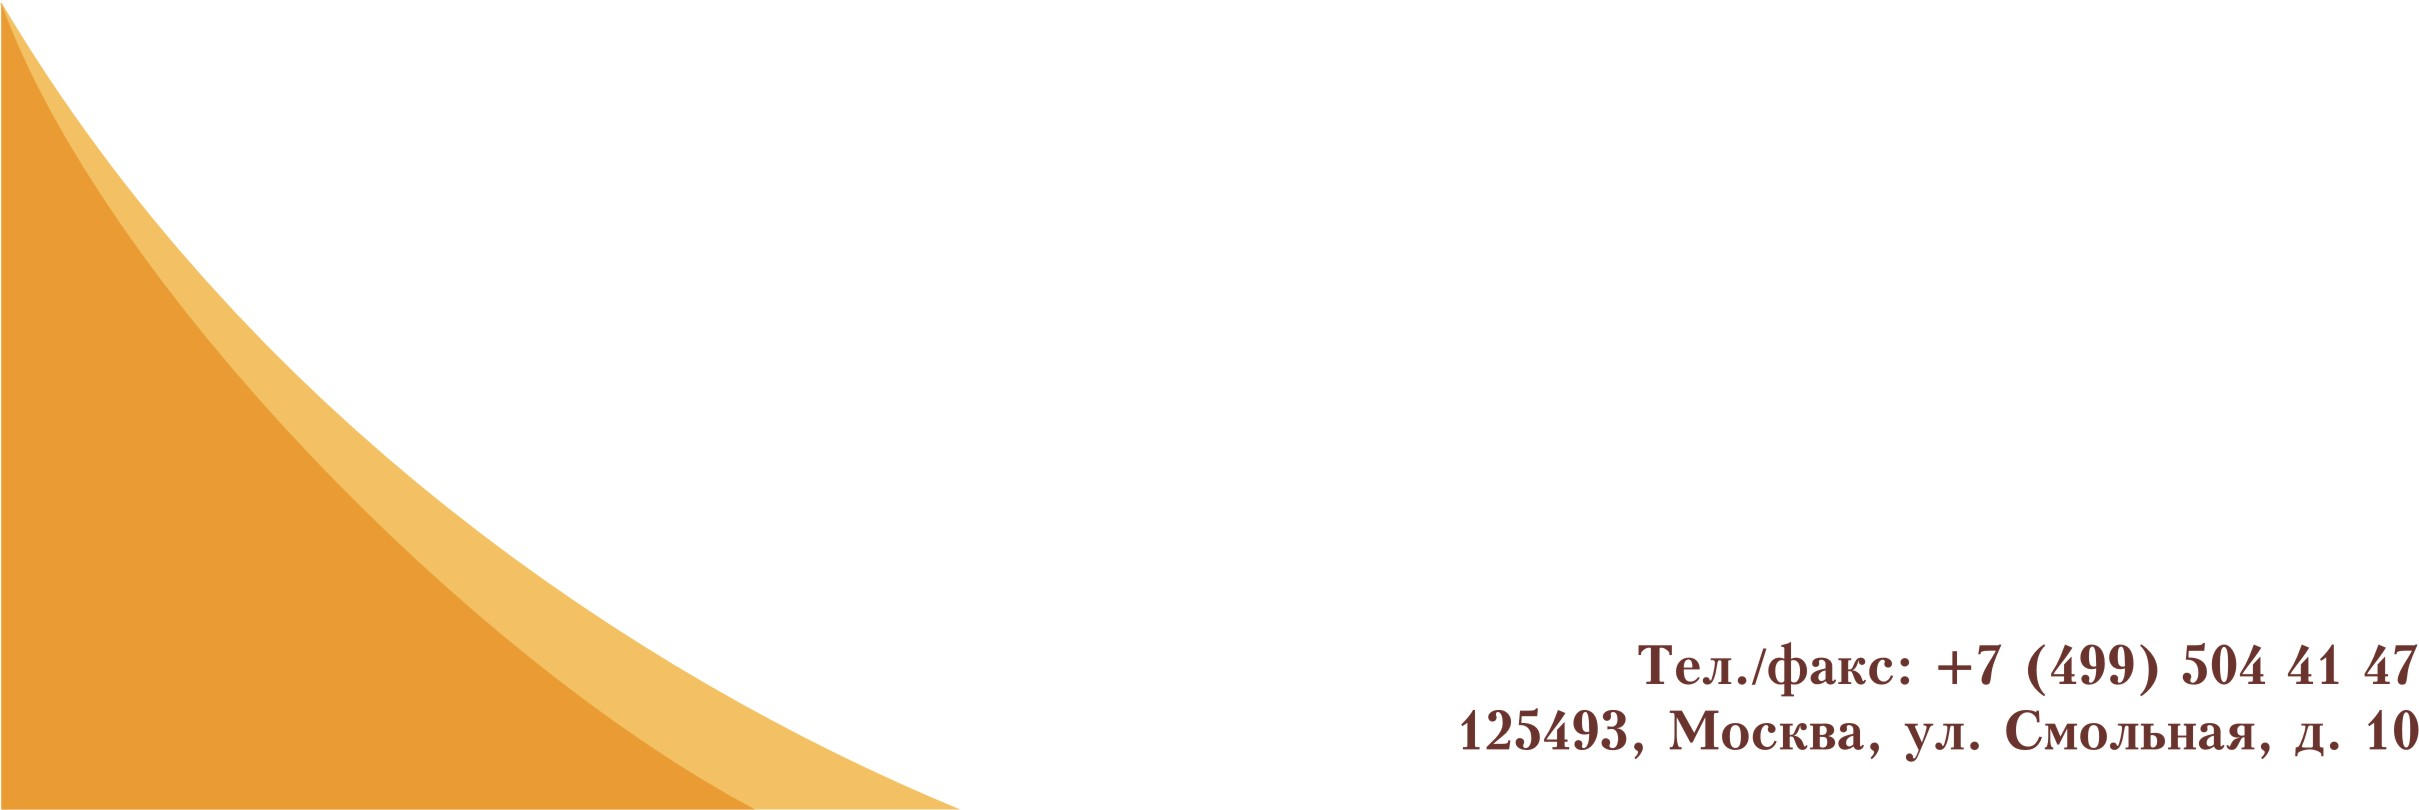 Тел./факс: +7 (499) 504 41 47
125493, Москва, ул. Смольная, д. 10